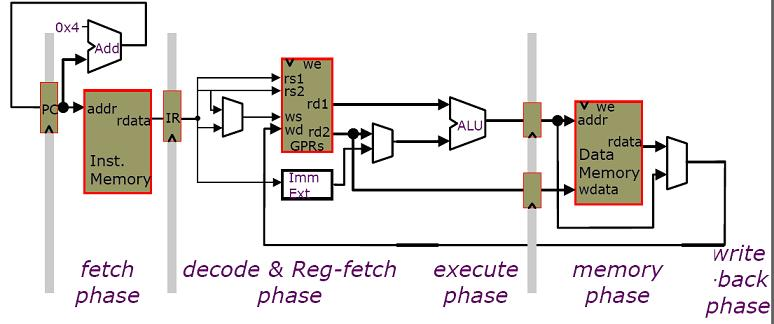 0x4
Add
PC
addr
rdata
Inst.
Memory
IR
we
rs1
rs2
rd1
ws
wd
rd2
GPRs
Imm
Ext
ALU
we
addr
rdata
Data
Memory
wdata
fetch
phase
decode & Reg-fetch
phase
execute
phase
memory
phase
write
-back
phase